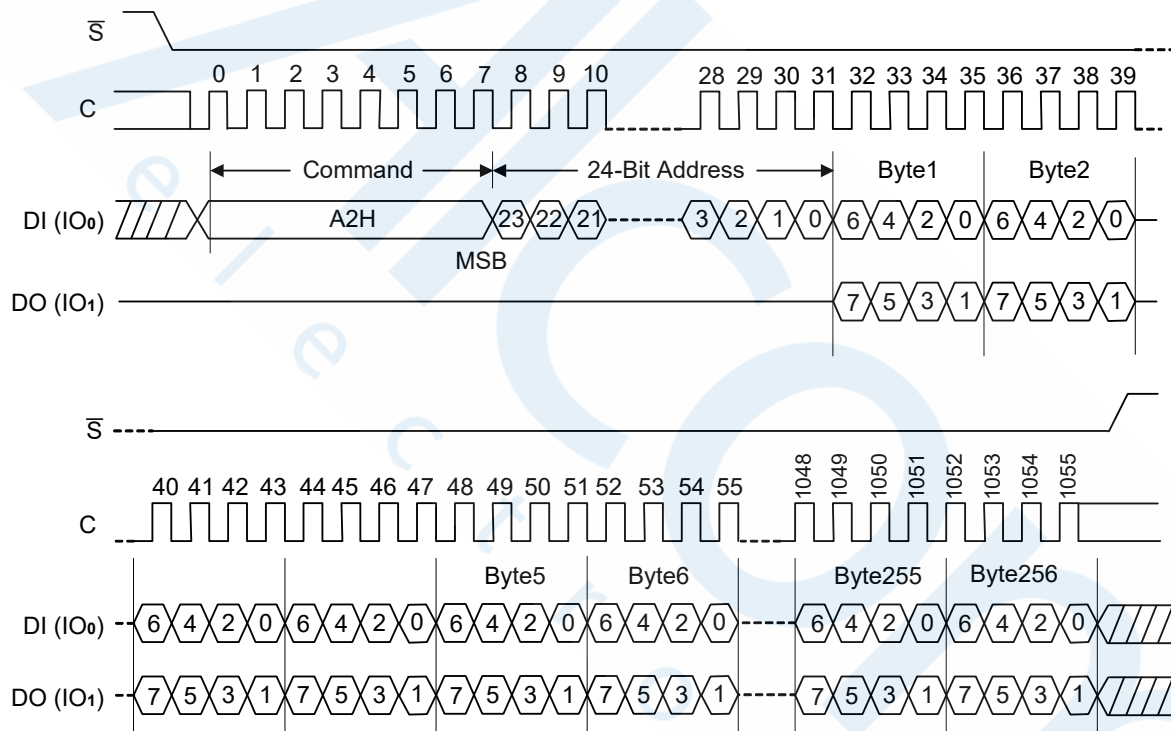 S
0 1 2 3 4 5 6 7 8 9 10 28 29 30 31 32 33 34 35 36 37 38 39
C
Command 24-Bit Address Byte1 Byte2
DI (IO₀) A2H 23 22 21 3 2 1 0 6 4 2 0 6 4 2 0
MSB
DO (IO₁) 7 5 3 1 7 5 3 1
S
40 41 42 43 44 45 46 47 48 49 50 51 52 53 54 55 1048 1049 1050 1051 1052 1053 1054 1055
C
Byte5 Byte6 Byte255 Byte256
DI (IO₀) 6 4 2 0 6 4 2 0 6 4 2 0 6 4 2 0 6 4 2 0 6 4 2 0
DO (IO₁) 7 5 3 1 7 5 3 1 7 5 3 1 7 5 3 1 7 5 3 1 7 5 3 1